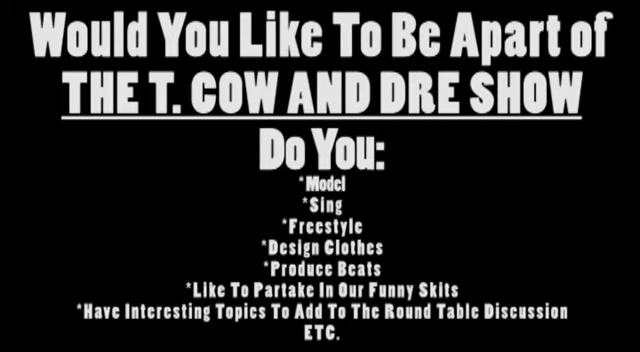 Would You Like To Be Apart of
THE T. COW AND DRE SHOW
Do You:
*Model
*Sing
*Freestyle
*Design Clothes
*Produce Beats
*Like To Partake In Our Funny Skits
*Have Interesting Topics To Add To The Round Table Discussion
ETC.